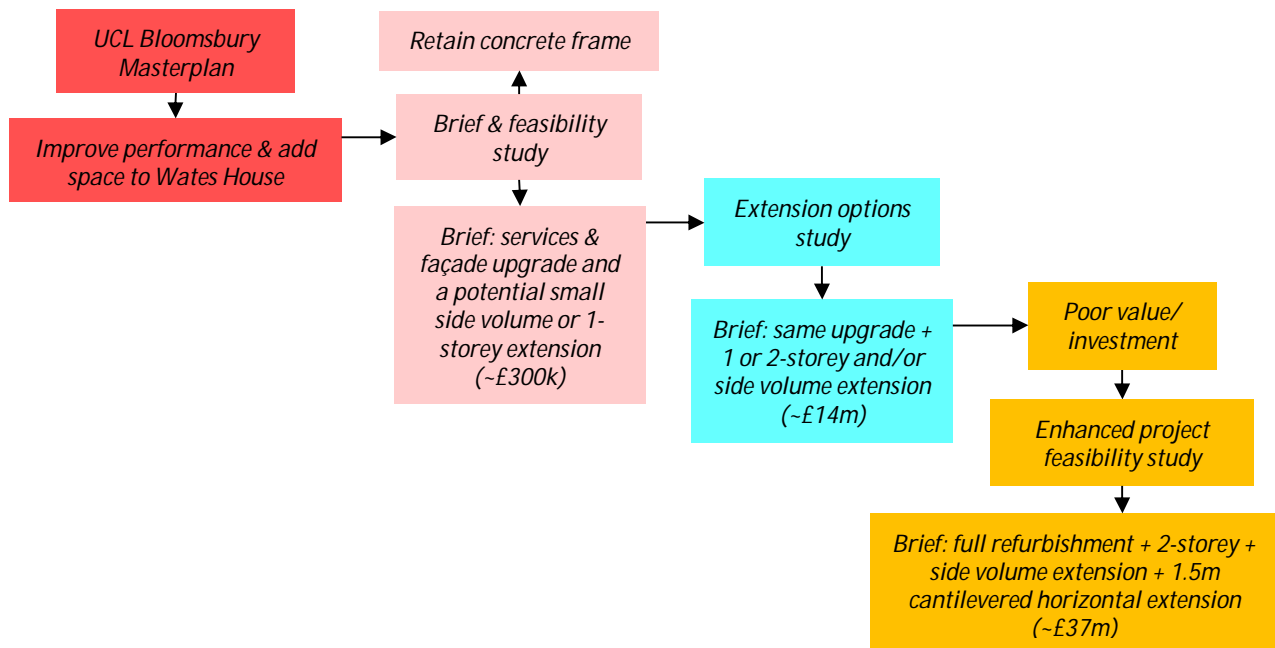 UCL Bloomsbury
Masterplan
Improve performance & add
space to Wates House
Retain concrete frame
Brief & feasibility
study
Brief: services &
façade upgrade and
a potential small
side volume or 1-
storey extension
(~£300k)
Extension options
study
Brief: same upgrade +
1 or 2-storey and/or
side volume extension
(~£14m)
Poor value/
investment
Enhanced project
feasibility study
Brief: full refurbishment + 2-storey +
side volume extension + 1.5m
cantilevered horizontal extension
(~£37m)